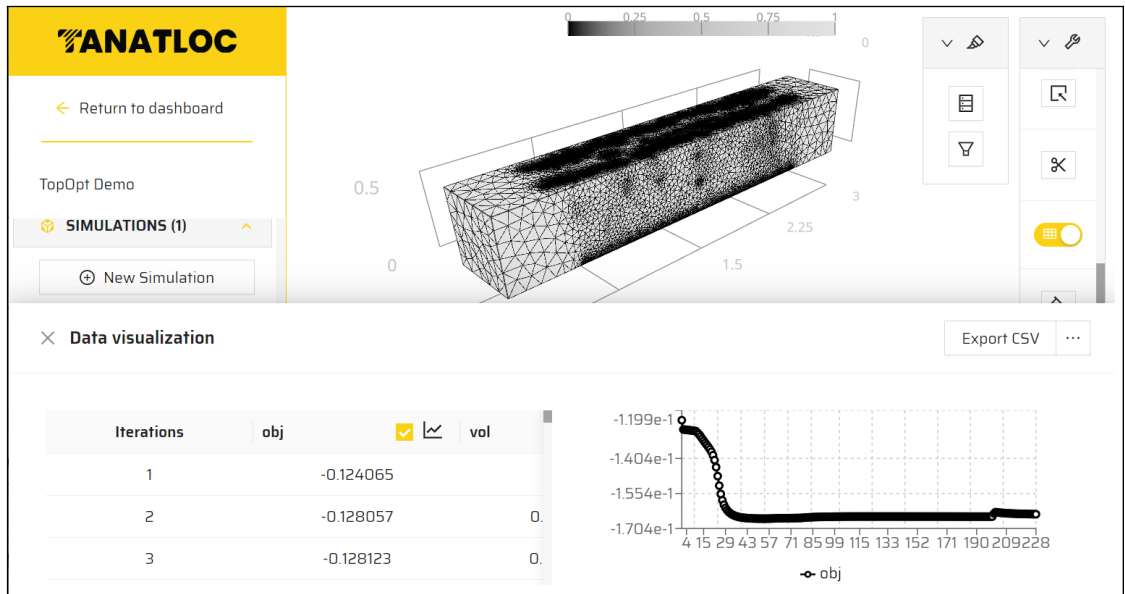 TANATLOC
Return to dashboard
TopOpt Demo
SIMULATIONS (1)
New Simulation
0 0.25 0.5 0.75 1
0
0.5
0
3
2.25
1.5
Data visualization
Export CSV
Iterations obj vol
1 -0.124065
2 -0.128057 0.
3 -0.128123 0.
-1.199e-1
-1.404e-1
-1.554e-1
-1.704e-1
4 15 29 43 57 71 85 99 115 133 152 171 190 209 228
obj